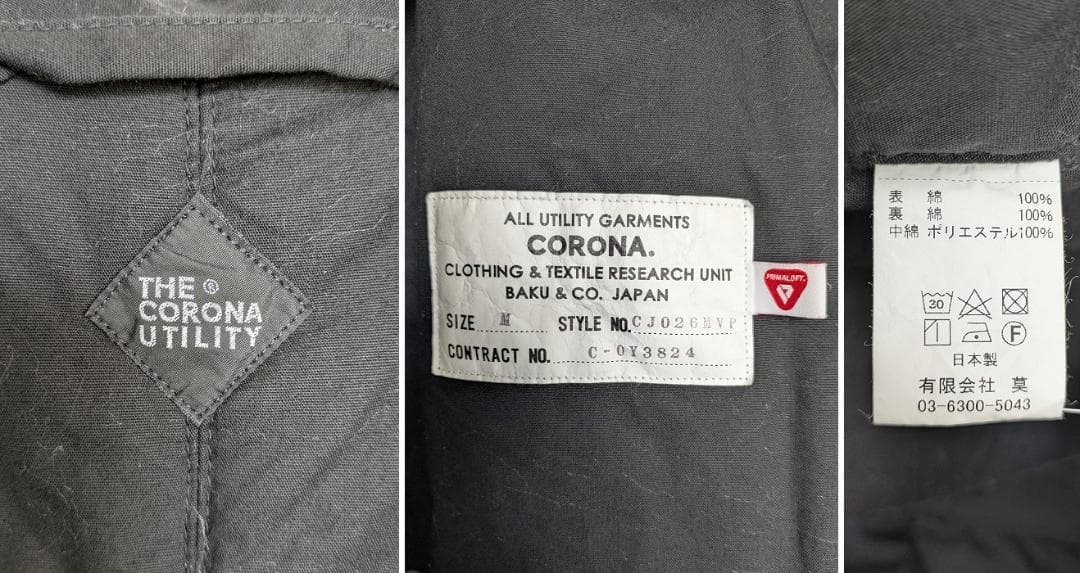 THE ®
CORONA
UTILITY
ALL UTILITY GARMENTS
CORONA.
CLOTHING & TEXTILE RESEARCH UNIT
BAKU & CO. JAPAN
SIZE M STYLE NO. CJ026MVP
CONTRACT NO. C-0Y3824
PRIMALOFT.
表 綿 100%
裏 綿 100%
中綿 ポリエステル100%
30
F
日本製
有限会社 莫
03-6300-5043